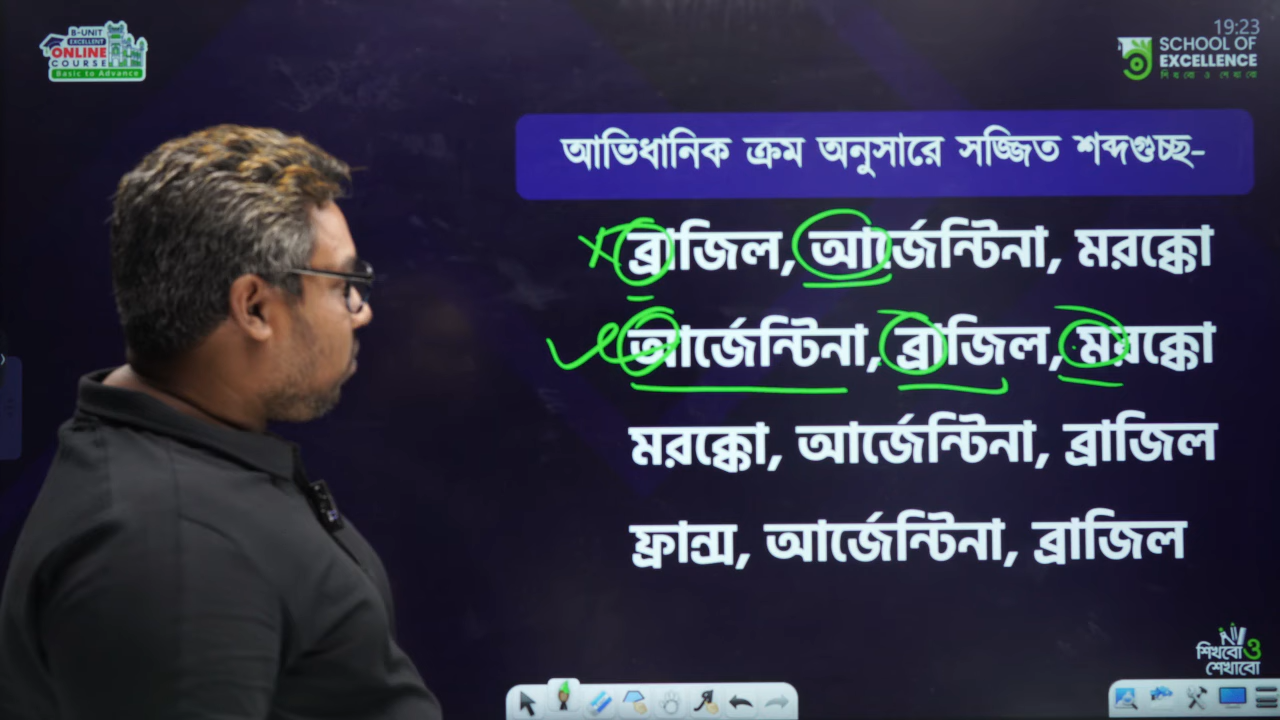 B-UNIT
EXCELLENT
ONLINE
COURSE
Basic to Advance
19:23
SCHOOL OF
EXCELLENCE
শিখবো ও শেখাবো
আভিধানিক ক্রম অনুসারে সজ্জিত শব্দগুচ্ছ-
ব্রাজিল, আর্জেন্টিনা, মরক্কো
আর্জেন্টিনা, ব্রাজিল, মরক্কো
মরক্কো, আর্জেন্টিনা, ব্রাজিল
ফ্রান্স, আর্জেন্টিনা, ব্রাজিল
শিখবো ও
শেখাবো